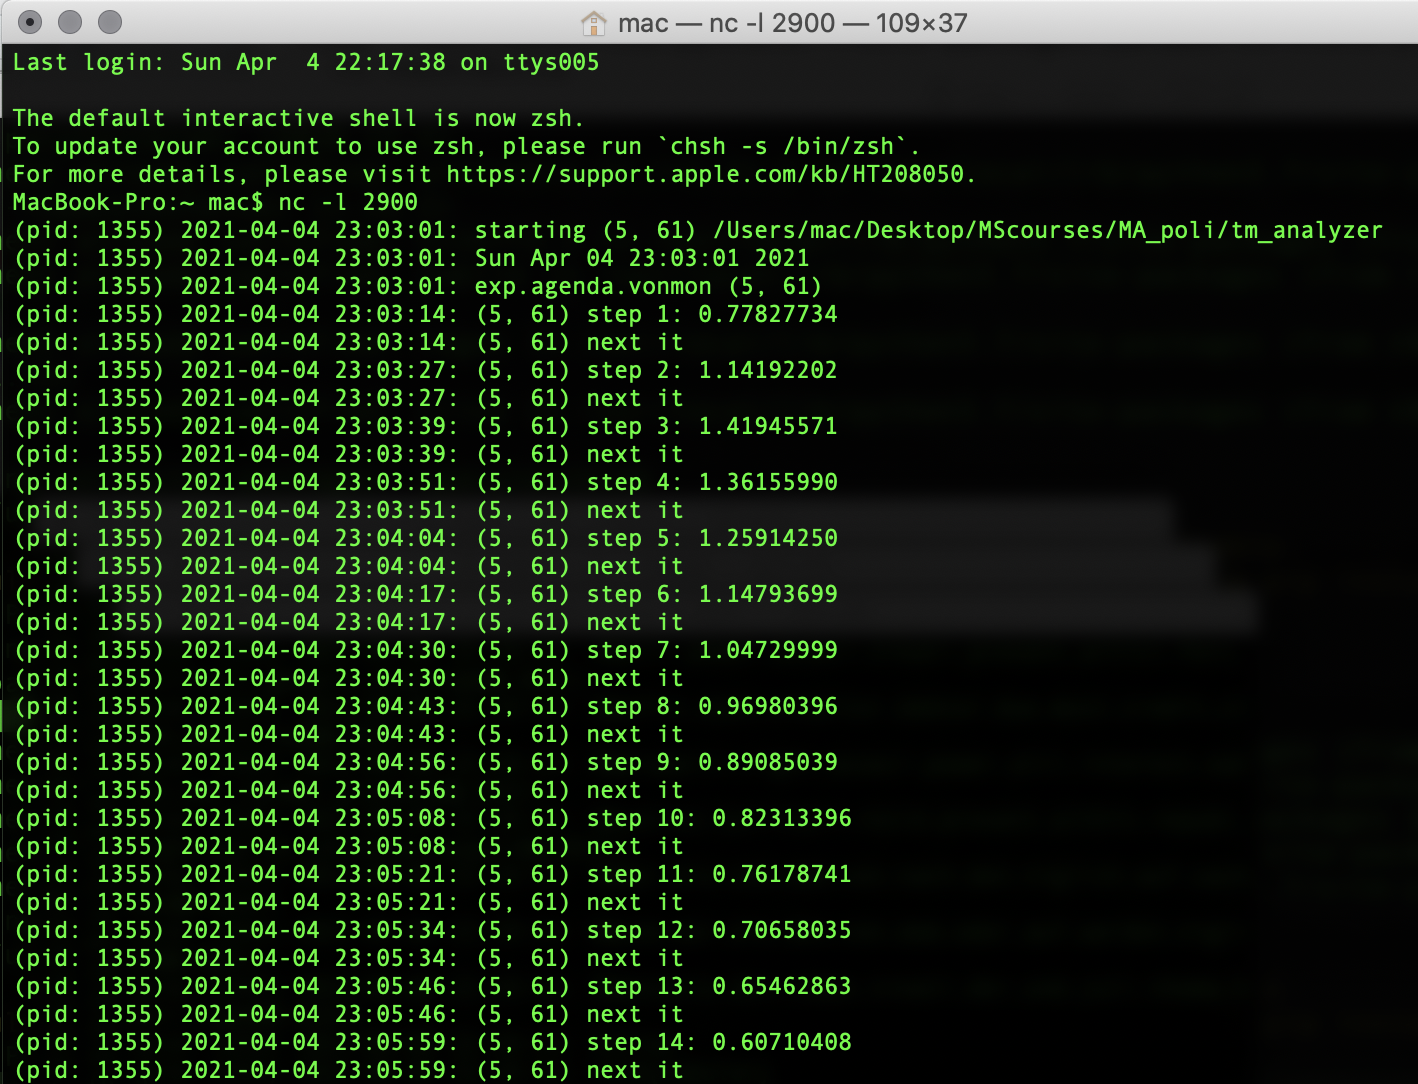 mac — nc -l 2900 — 109×37
Last login: Sun Apr  4 22:17:38 on ttys005
The default interactive shell is now zsh.
To update your account to use zsh, please run `chsh -s /bin/zsh`.
For more details, please visit https://support.apple.com/kb/HT208050.
MacBook-Pro:~ mac$ nc -l 2900
(pid: 1355) 2021-04-04 23:03:01: starting (5, 61) /Users/mac/Desktop/MScourses/MA_poli/tm_analyzer
(pid: 1355) 2021-04-04 23:03:01: Sun Apr 04 23:03:01 2021
(pid: 1355) 2021-04-04 23:03:01: exp.agenda.vonmon (5, 61)
(pid: 1355) 2021-04-04 23:03:14: (5, 61) step 1: 0.77827734
(pid: 1355) 2021-04-04 23:03:14: (5, 61) next it
(pid: 1355) 2021-04-04 23:03:27: (5, 61) step 2: 1.14192202
(pid: 1355) 2021-04-04 23:03:27: (5, 61) next it
(pid: 1355) 2021-04-04 23:03:39: (5, 61) step 3: 1.41945571
(pid: 1355) 2021-04-04 23:03:39: (5, 61) next it
(pid: 1355) 2021-04-04 23:03:51: (5, 61) step 4: 1.36155990
(pid: 1355) 2021-04-04 23:03:51: (5, 61) next it
(pid: 1355) 2021-04-04 23:04:04: (5, 61) step 5: 1.25914250
(pid: 1355) 2021-04-04 23:04:04: (5, 61) next it
(pid: 1355) 2021-04-04 23:04:17: (5, 61) step 6: 1.14793699
(pid: 1355) 2021-04-04 23:04:17: (5, 61) next it
(pid: 1355) 2021-04-04 23:04:30: (5, 61) step 7: 1.04729999
(pid: 1355) 2021-04-04 23:04:30: (5, 61) next it
(pid: 1355) 2021-04-04 23:04:43: (5, 61) step 8: 0.96980396
(pid: 1355) 2021-04-04 23:04:43: (5, 61) next it
(pid: 1355) 2021-04-04 23:04:56: (5, 61) step 9: 0.89085039
(pid: 1355) 2021-04-04 23:04:56: (5, 61) next it
(pid: 1355) 2021-04-04 23:05:08: (5, 61) step 10: 0.82313396
(pid: 1355) 2021-04-04 23:05:08: (5, 61) next it
(pid: 1355) 2021-04-04 23:05:21: (5, 61) step 11: 0.76178741
(pid: 1355) 2021-04-04 23:05:21: (5, 61) next it
(pid: 1355) 2021-04-04 23:05:34: (5, 61) step 12: 0.70658035
(pid: 1355) 2021-04-04 23:05:34: (5, 61) next it
(pid: 1355) 2021-04-04 23:05:46: (5, 61) step 13: 0.65462863
(pid: 1355) 2021-04-04 23:05:46: (5, 61) next it
(pid: 1355) 2021-04-04 23:05:59: (5, 61) step 14: 0.60710408
(pid: 1355) 2021-04-04 23:05:59: (5, 61) next it